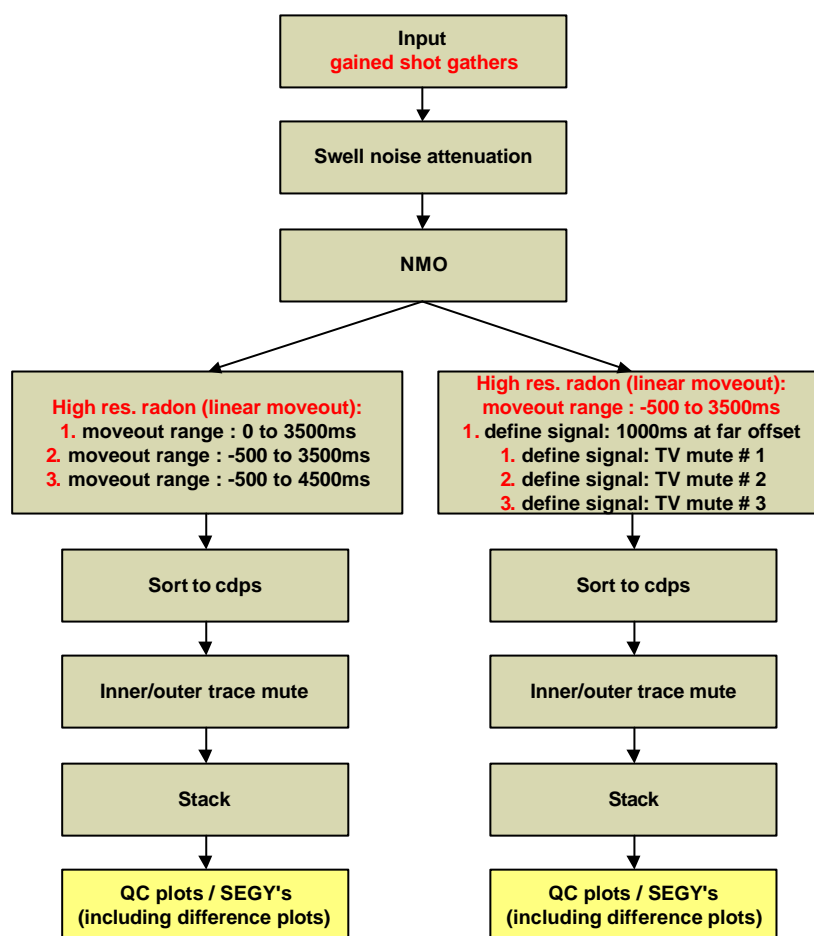 Input
gained shot gathers
Swell noise attenuation
NMO
High res. radon (linear moveout):
1. moveout range : 0 to 3500ms
2. moveout range : -500 to 3500ms
3. moveout range : -500 to 4500ms
Sort to cdps
Inner/outer trace mute
Stack
QC plots / SEGY's
(including difference plots)
High res. radon (linear moveout):
moveout range : -500 to 3500ms
1. define signal: 1000ms at far offset
1. define signal: TV mute # 1
2. define signal: TV mute # 2
3. define signal: TV mute # 3
Sort to cdps
Inner/outer trace mute
Stack
QC plots / SEGY's
(including difference plots)